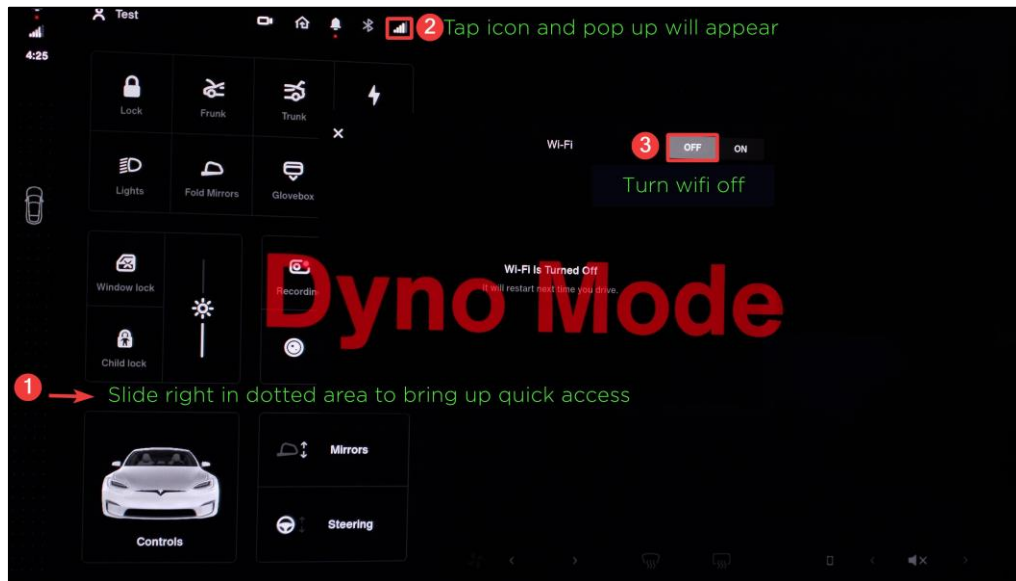 Test
2 Tap icon and pop up will appear
4:25
Lock
Frunk
Trunk
Wi-Fi
3
OFF
ON
Turn wifi off
Lights
Fold Mirrors
Glovebox
Window lock
Wi-Fi Is Turned Off
It will restart next time you drive.
Dyno Mode
Child lock
1
Slide right in dotted area to bring up quick access
Mirrors
Steering
Controls